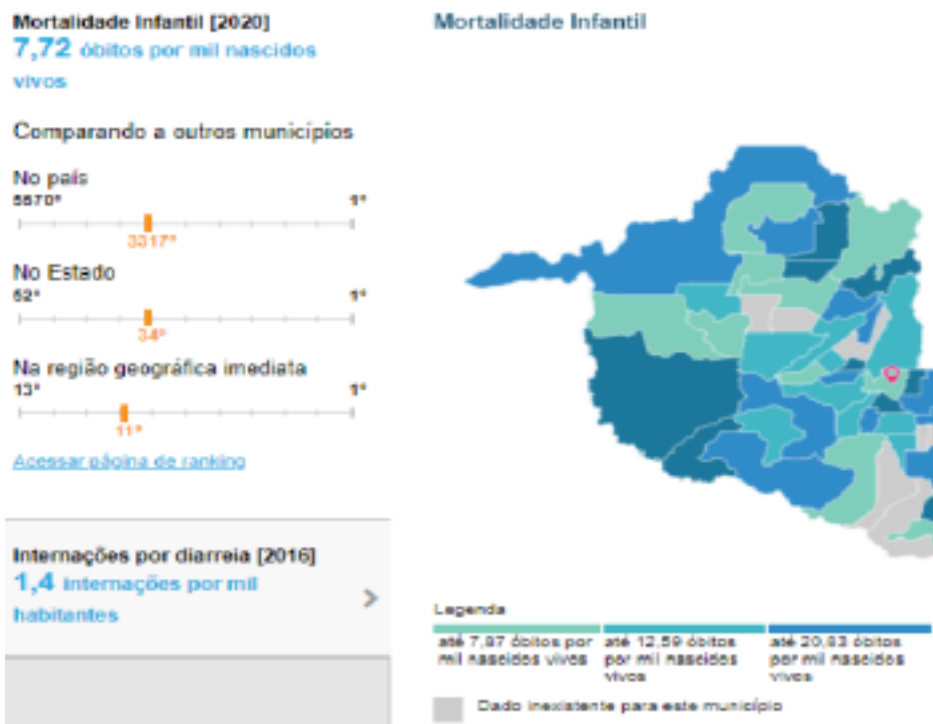 Mortalidade Infantil [2020]
7,72 óbitos por mil nascidos
vivos
Comparando a outros municípios
No país
5570º
1º
3317º
No Estado
52º
1º
34º
Na região geográfica imediata
13º
1º
11º
Acessar página de ranking
Internações por diarreia [2016]
1,4 internações por mil
habitantes
Mortalidade Infantil
Legenda
até 7,87 óbitos por
mil nascidos vivos
até 12,59 óbitos
por mil nascidos
vivos
até 20,83 óbitos
por mil nascidos
vivos
Dado inexistente para este município